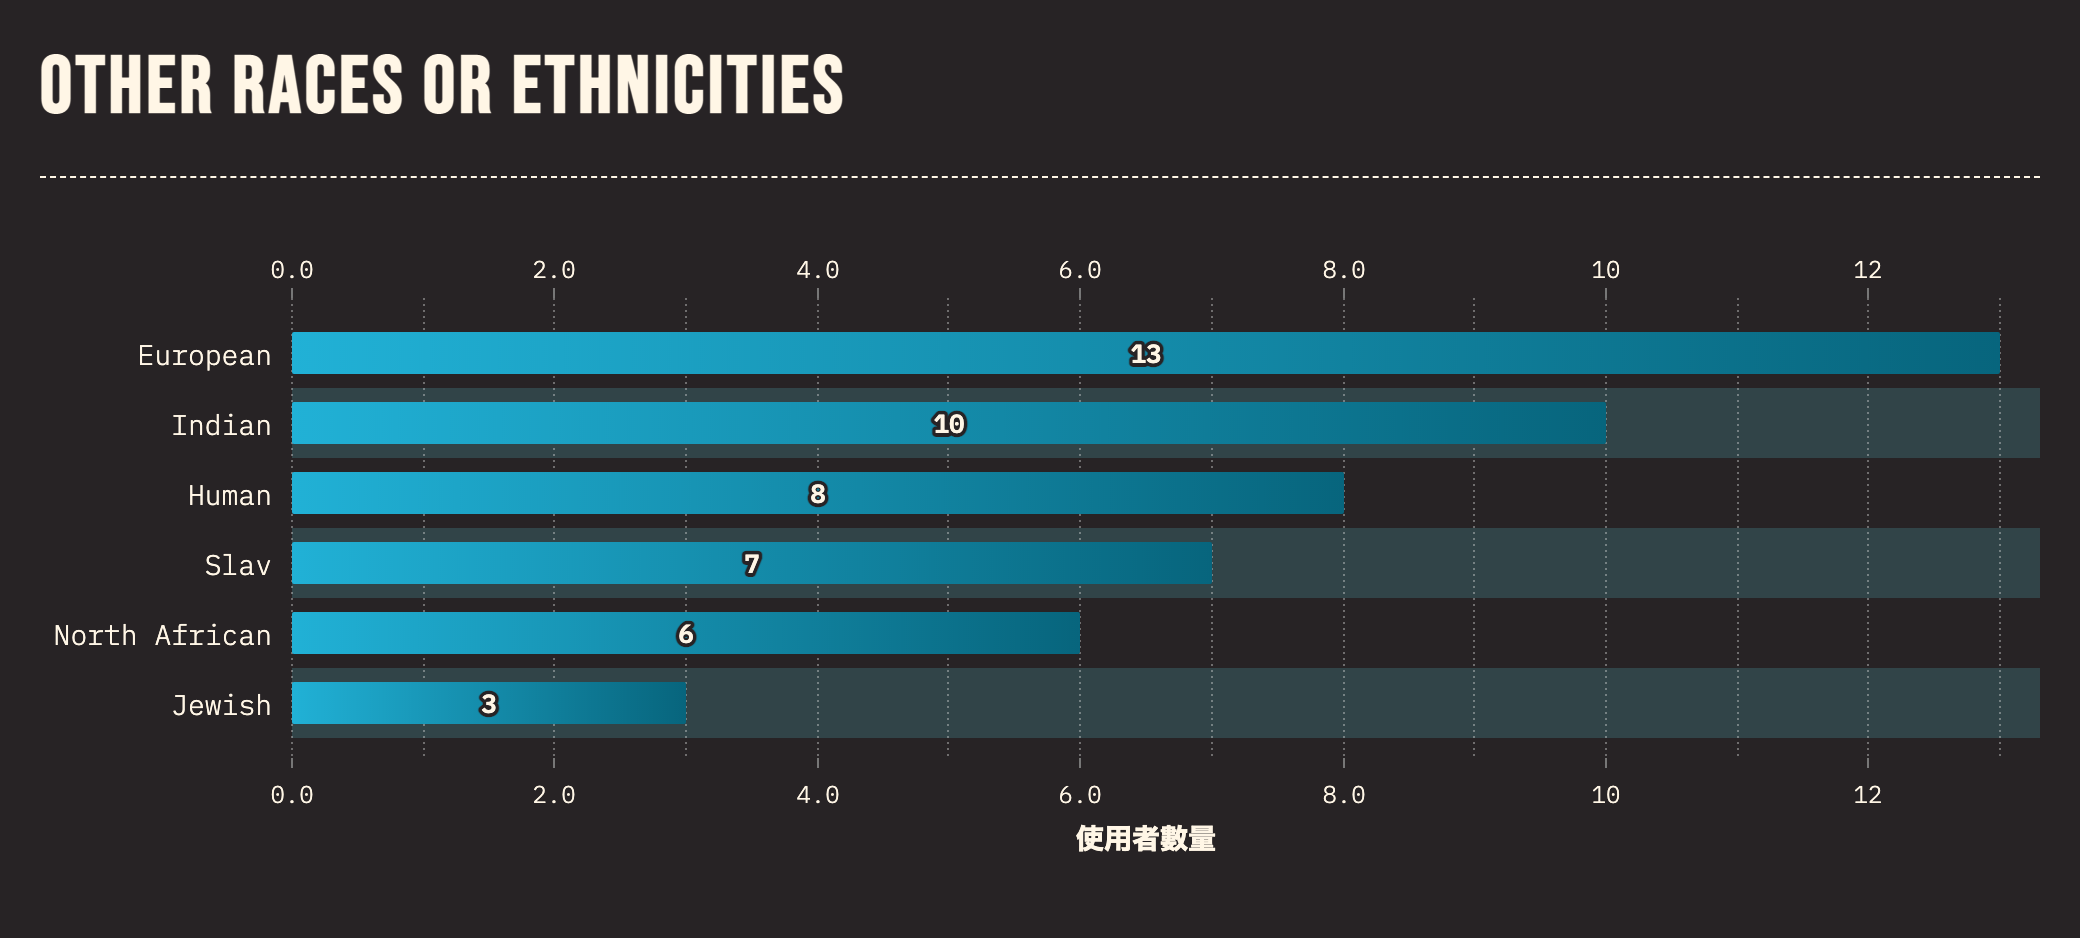 OTHER RACES OR ETHNICITIES
0.0 2.0 4.0 6.0 8.0 10 12
European 13
Indian 10
Human 8
Slav 7
North African 6
Jewish 3
0.0 2.0 4.0 6.0 8.0 10 12
使用者數量